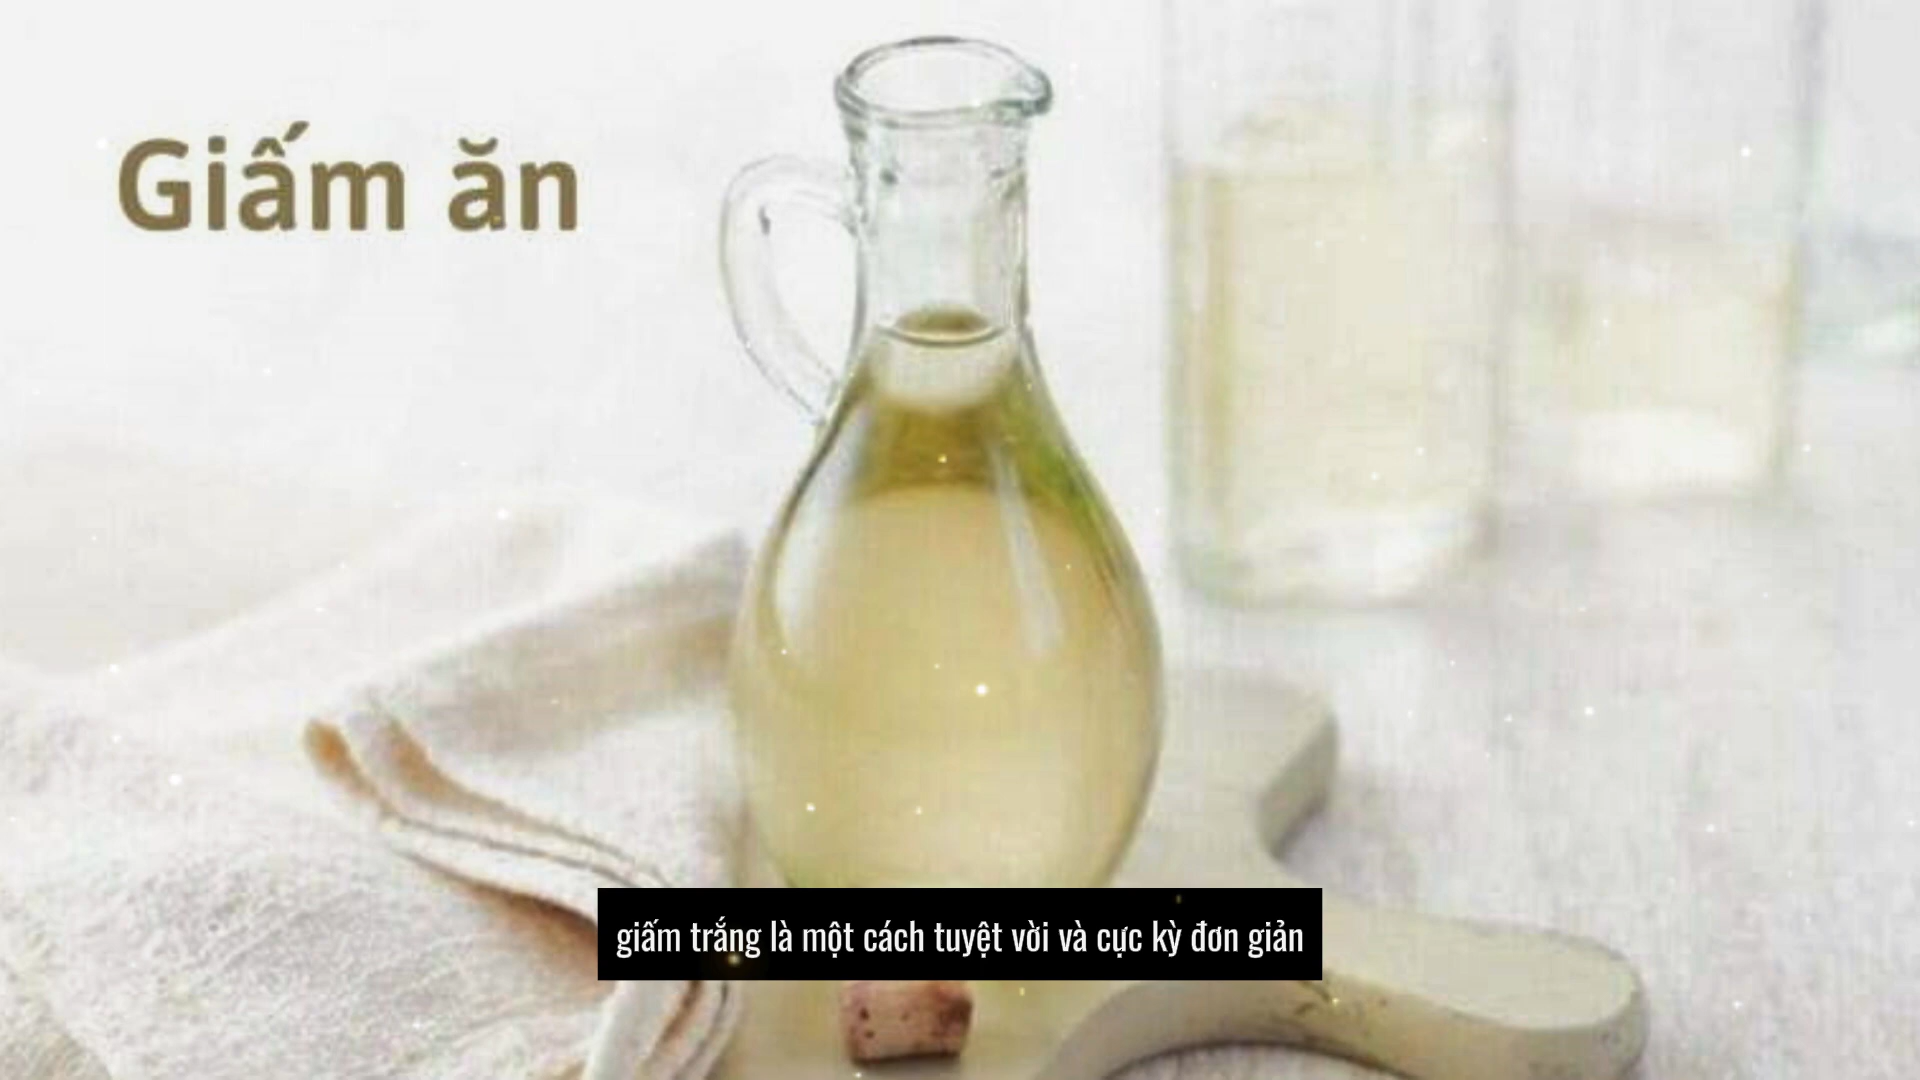 Giấm ăn
giấm trắng là một cách tuyệt vời và cực kỳ đơn giản